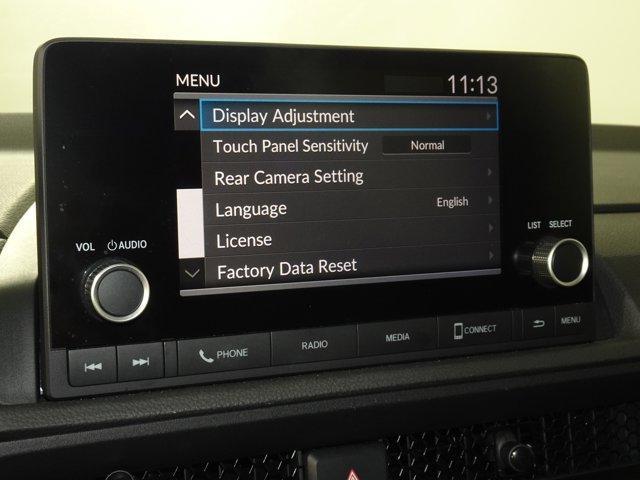 MENU 11:13
Display Adjustment
Touch Panel Sensitivity Normal
Rear Camera Setting
Language English
License
Factory Data Reset
VOL AUDIO
LIST SELECT
PHONE RADIO MEDIA CONNECT MENU